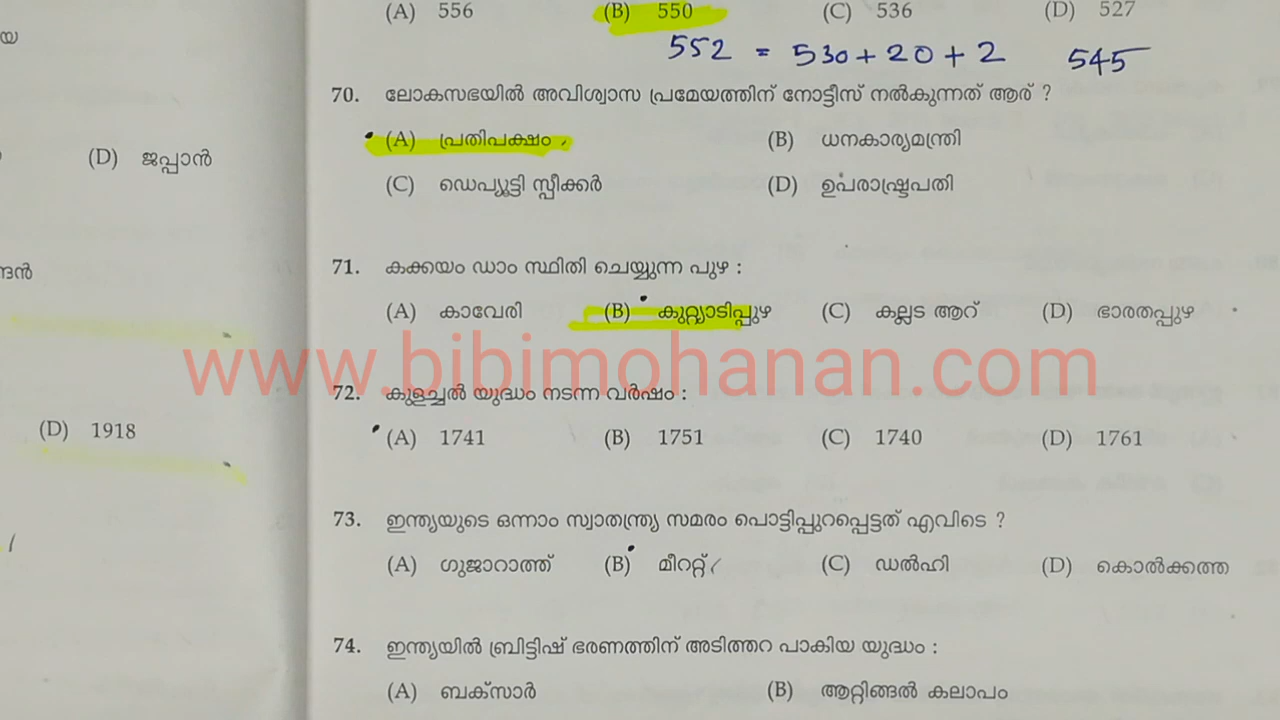 (A) 556 (B) 550 (C) 536 (D) 527
552 = 530 + 20 + 2 545
70. ലോകസഭയിൽ അവിശ്വാസ പ്രമേയത്തിന് നോട്ടീസ് നൽകുന്നത് ആര് ?
(A) പ്രതിപക്ഷം (B) ധനകാര്യമന്ത്രി
(D) ജപ്പാൻ
(C) ഡെപ്യൂട്ടി സ്പീക്കർ (D) ഉപരാഷ്ട്രപതി
71. കക്കയം ഡാം സ്ഥിതി ചെയ്യുന്ന പുഴ :
(A) കാവേരി (B) കുറ്റ്യാടിപ്പുഴ (C) കല്ലട ആറ് (D) ഭാരതപ്പുഴ
www.bibimohanan.com
72. കുളച്ചൽ യുദ്ധം നടന്ന വർഷം :
(D) 1918
(A) 1741 (B) 1751 (C) 1740 (D) 1761
73. ഇന്ത്യയുടെ ഒന്നാം സ്വാതന്ത്ര്യ സമരം പൊട്ടിപ്പുറപ്പെട്ടത് എവിടെ ?
(A) ഗുജാറാത്ത് (B) മീററ്റ് (C) ഡൽഹി (D) കൊൽക്കത്ത
74. ഇന്ത്യയിൽ ബ്രിട്ടിഷ് ഭരണത്തിന് അടിത്തറ പാകിയ യുദ്ധം :
(A) ബക്സാർ (B) ആറ്റിങ്ങൽ കലാപം